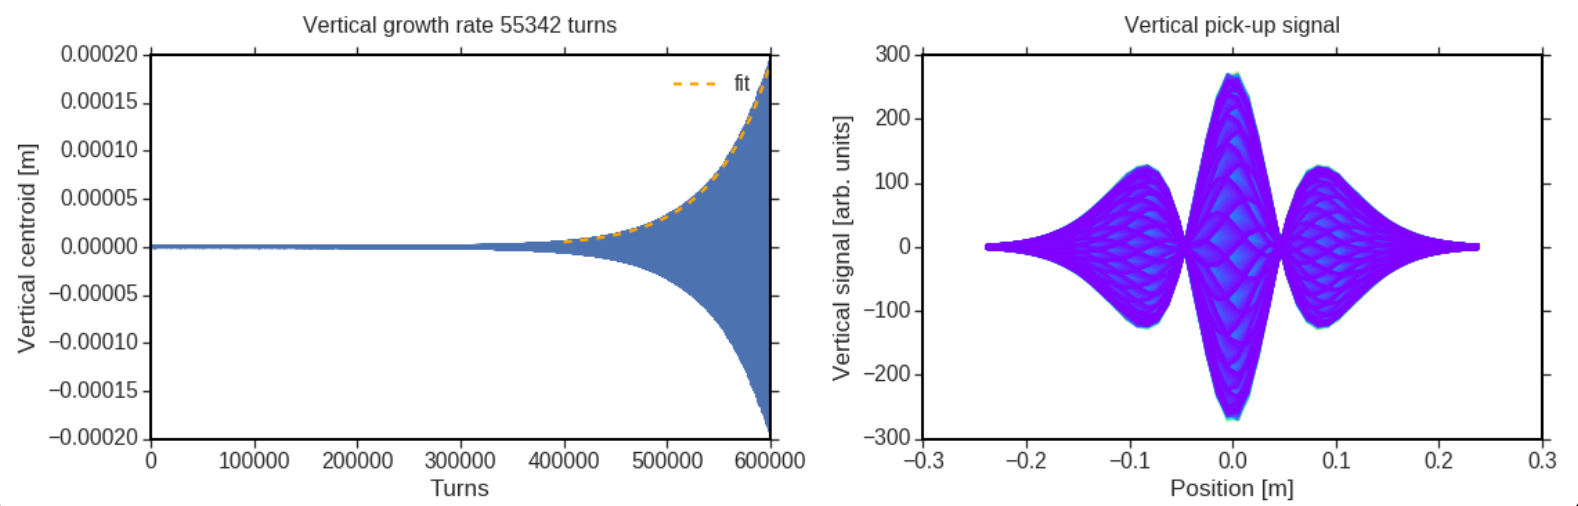 Vertical growth rate 55342 turns
0.00020
0.00015
0.00010
0.00005
0.00000
−0.00005
−0.00010
−0.00015
−0.00020
Vertical centroid [m]
fit
0 100000 200000 300000 400000 500000 600000
Turns
Vertical pick-up signal
300
200
100
0
−100
−200
−300
Vertical signal [arb. units]
−0.3 −0.2 −0.1 0.0 0.1 0.2 0.3
Position [m]